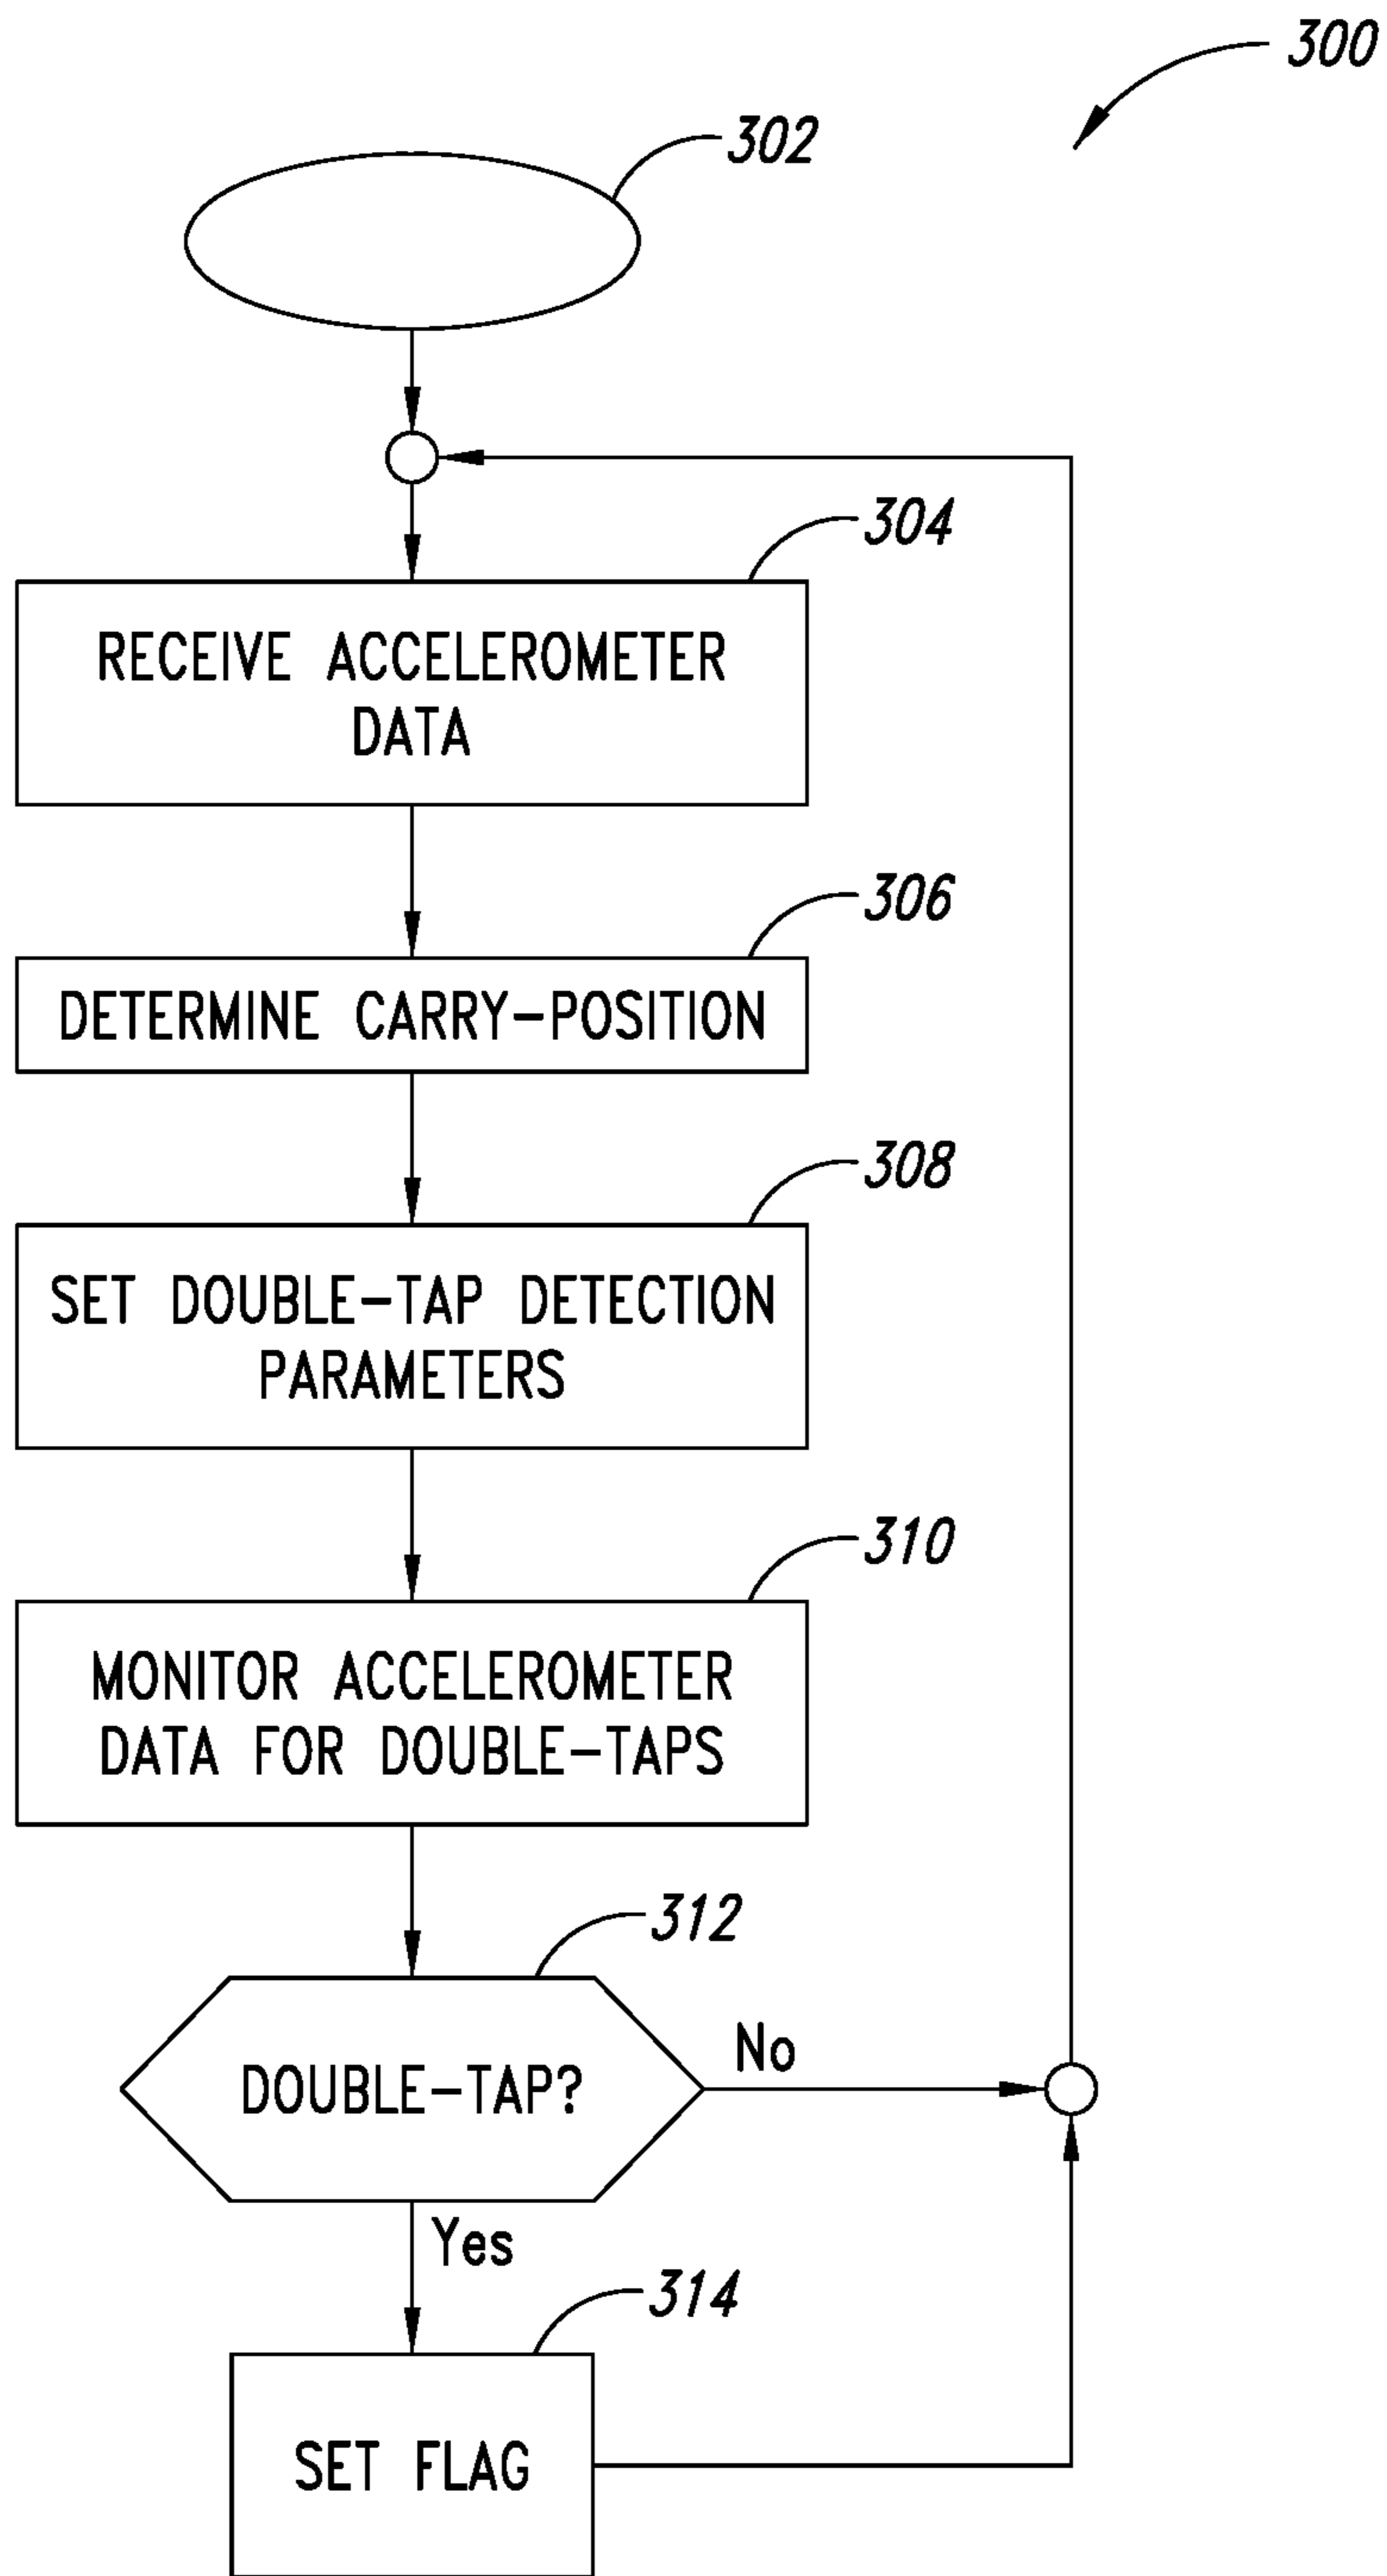 300
302
304
RECEIVE ACCELEROMETER
DATA
306
DETERMINE CARRY-POSITION
308
SET DOUBLE-TAP DETECTION
PARAMETERS
310
MONITOR ACCELEROMETER
DATA FOR DOUBLE-TAPS
312
DOUBLE-TAP?
No
Yes
314
SET FLAG